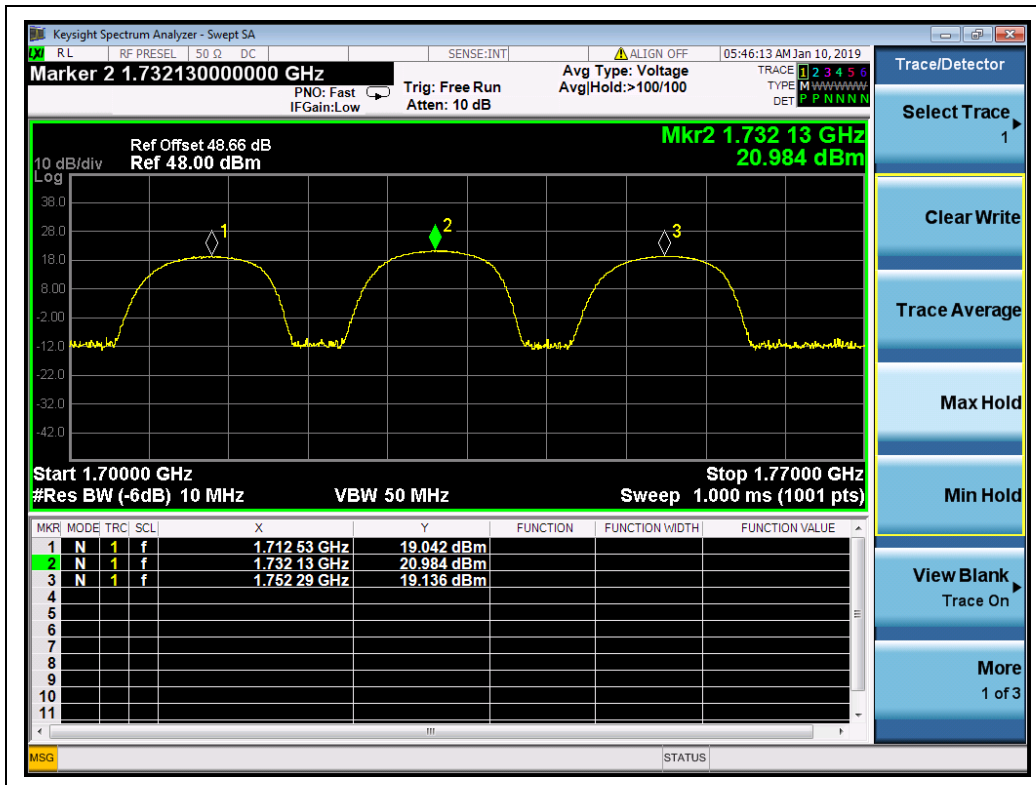 Keysight Spectrum Analyzer - Swept SA
LXI RL RF PRESEL 50 Ω DC SENSE:INT ALIGN OFF 05:46:13 AM Jan 10, 2019
Marker 2 1.732130000000 GHz
PNO: Fast
IFGain:Low
Trig: Free Run
Atten: 10 dB
Avg Type: Voltage
Avg|Hold:>100/100
TRACE 1 2 3 4 5 6
TYPE M W W W W W
DET P P N N N N
Mkr2 1.732 13 GHz
20.984 dBm
Ref Offset 48.66 dB
10 dB/div Ref 48.00 dBm
Log
38.0
28.0
18.0
8.00
-2.00
-12.0
-22.0
-32.0
-42.0
1
2
3
Start 1.70000 GHz Stop 1.77000 GHz
#Res BW (-6dB) 10 MHz VBW 50 MHz Sweep 1.000 ms (1001 pts)
MKR MODE TRC SCL X Y FUNCTION FUNCTION WIDTH FUNCTION VALUE
1 N 1 f 1.712 53 GHz 19.042 dBm
2 N 1 f 1.732 13 GHz 20.984 dBm
3 N 1 f 1.752 29 GHz 19.136 dBm
4
5
6
7
8
9
10
11
MSG STATUS
Trace/Detector
Select Trace
1
Clear Write
Trace Average
Max Hold
Min Hold
View Blank
Trace On
More
1 of 3